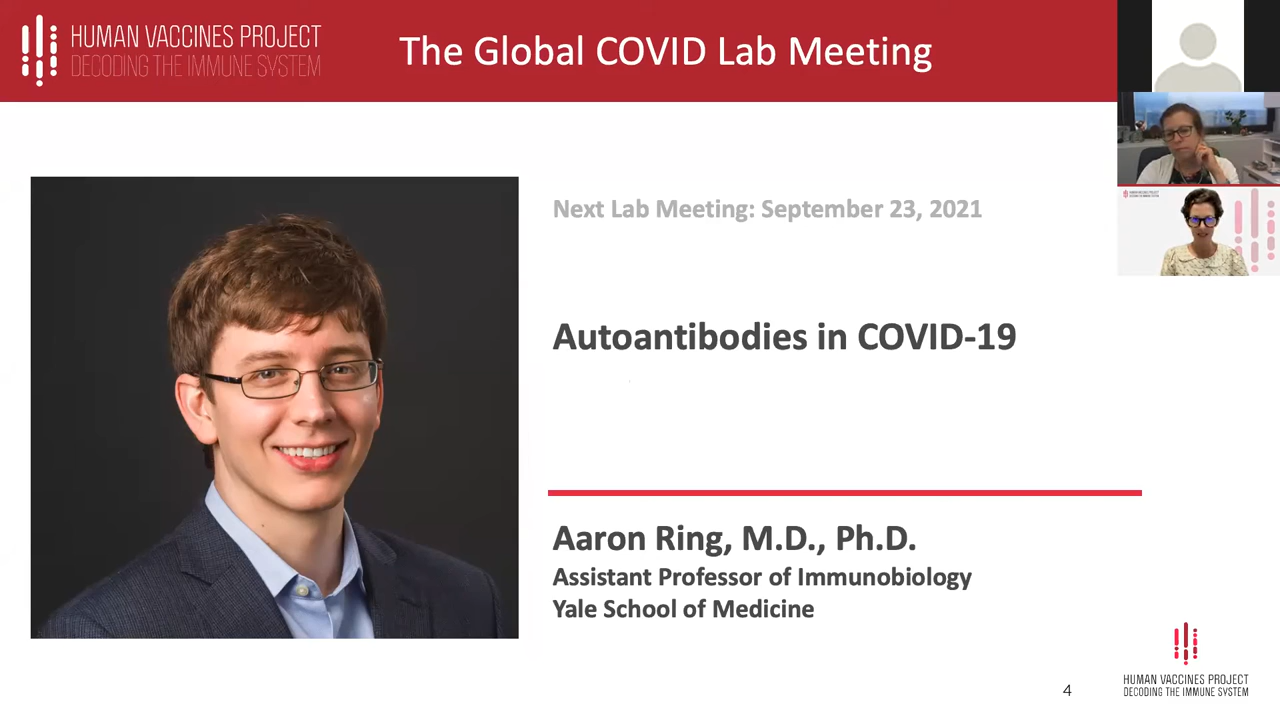 HUMAN VACCINES PROJECT
DECODING THE IMMUNE SYSTEM
The Global COVID Lab Meeting
Next Lab Meeting: September 23, 2021
Autoantibodies in COVID-19
Aaron Ring, M.D., Ph.D.
Assistant Professor of Immunobiology
Yale School of Medicine
4
HUMAN VACCINES PROJECT
DECODING THE IMMUNE SYSTEM